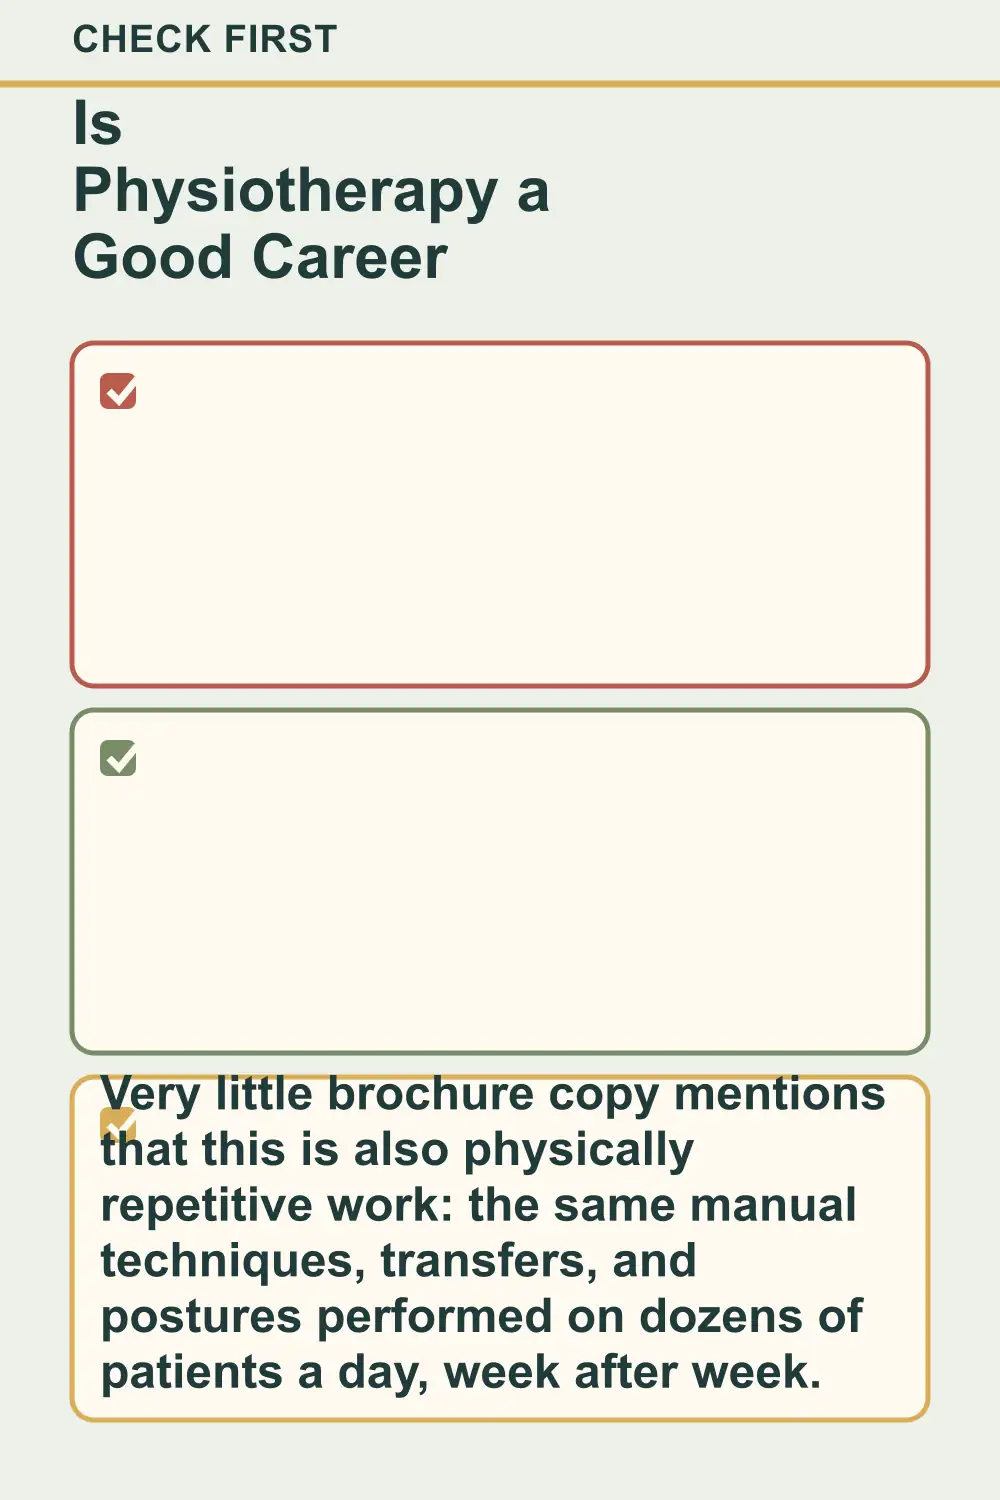 CHECK FIRST
Is
Physiotherapy a
Good Career
Very little brochure copy mentions
that this is also physically
repetitive work: the same manual
techniques, transfers, and
postures performed on dozens of
patients a day, week after week.